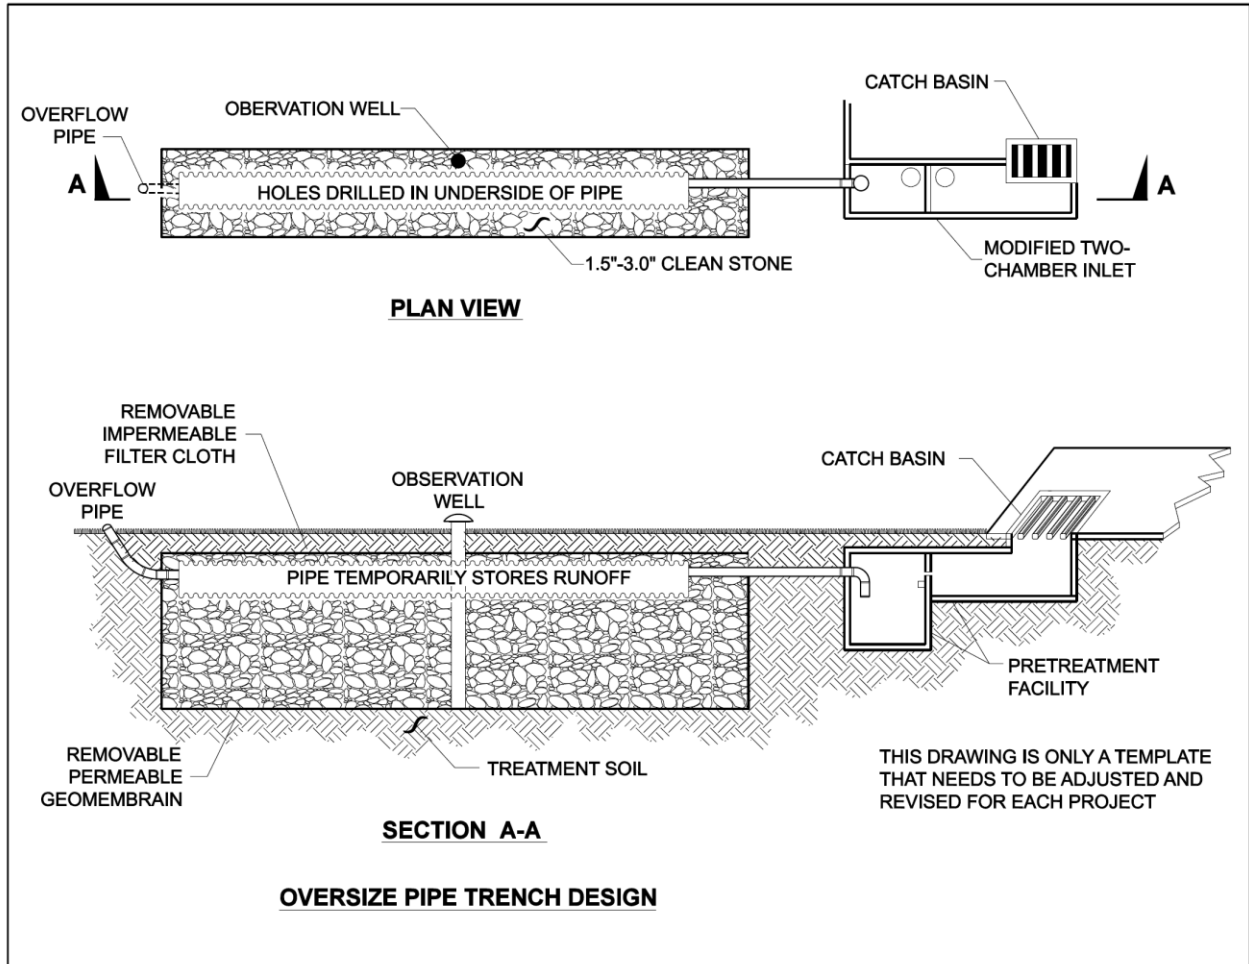 CATCH BASIN
OVERFLOW
PIPE
OBERVATION WELL
A
HOLES DRILLED IN UNDERSIDE OF PIPE
A
1.5"-3.0" CLEAN STONE
MODIFIED TWO-
CHAMBER INLET
PLAN VIEW
REMOVABLE
IMPERMEABLE
FILTER CLOTH
OVERFLOW
PIPE
OBSERVATION
WELL
CATCH BASIN
PIPE TEMPORARILY STORES RUNOFF
PRETREATMENT
FACILITY
REMOVABLE
PERMEABLE
GEOMEMBRAIN
TREATMENT SOIL
THIS DRAWING IS ONLY A TEMPLATE
THAT NEEDS TO BE ADJUSTED AND
REVISED FOR EACH PROJECT
SECTION A-A
OVERSIZE PIPE TRENCH DESIGN